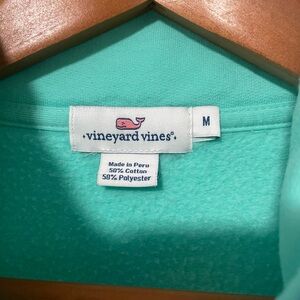 vineyard vines®
M
Made in Peru
50% Cotton
50% Polyester